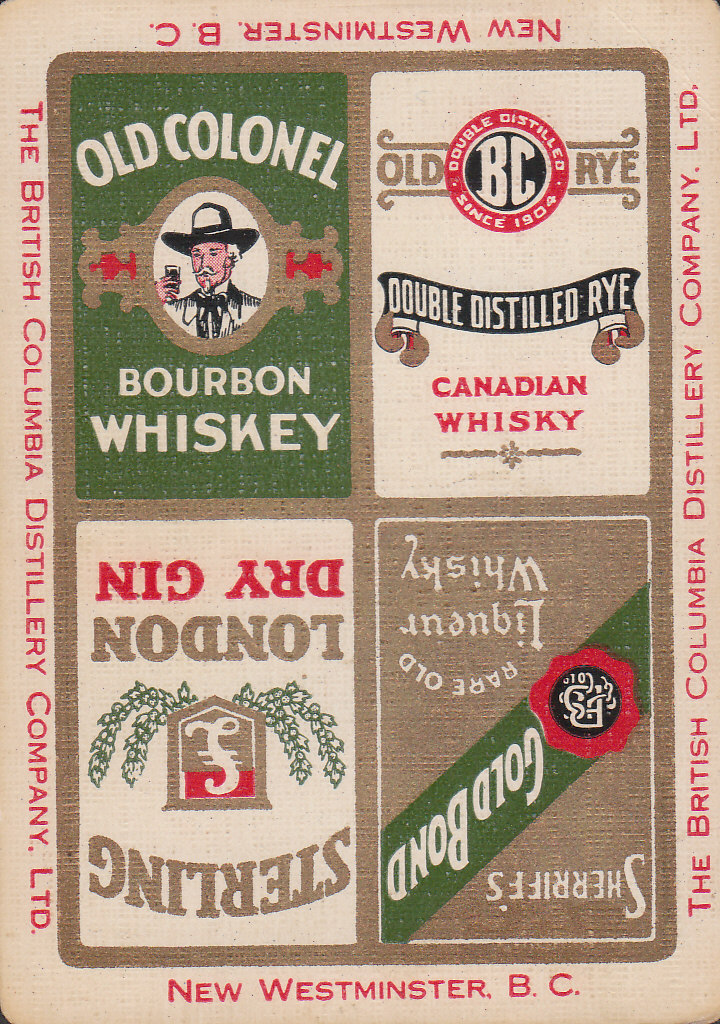 NEW WESTMINSTER. B. C.
THE BRITISH COLUMBIA DISTILLERY COMPANY. LTD.
THE BRITISH COLUMBIA DISTILLERY COMPANY. LTD.
OLD COLONEL
BOURBON
WHISKEY
DOUBLE DISTILLED
OLD BC RYE
SINCE 1904
DOUBLE DISTILLED RYE
CANADIAN
WHISKY
STERLING
LONDON
DRY GIN
SHERRIFF'S
GOLD BOND
RARE OLD
Liqueur
Whisky
NEW WESTMINSTER, B. C.